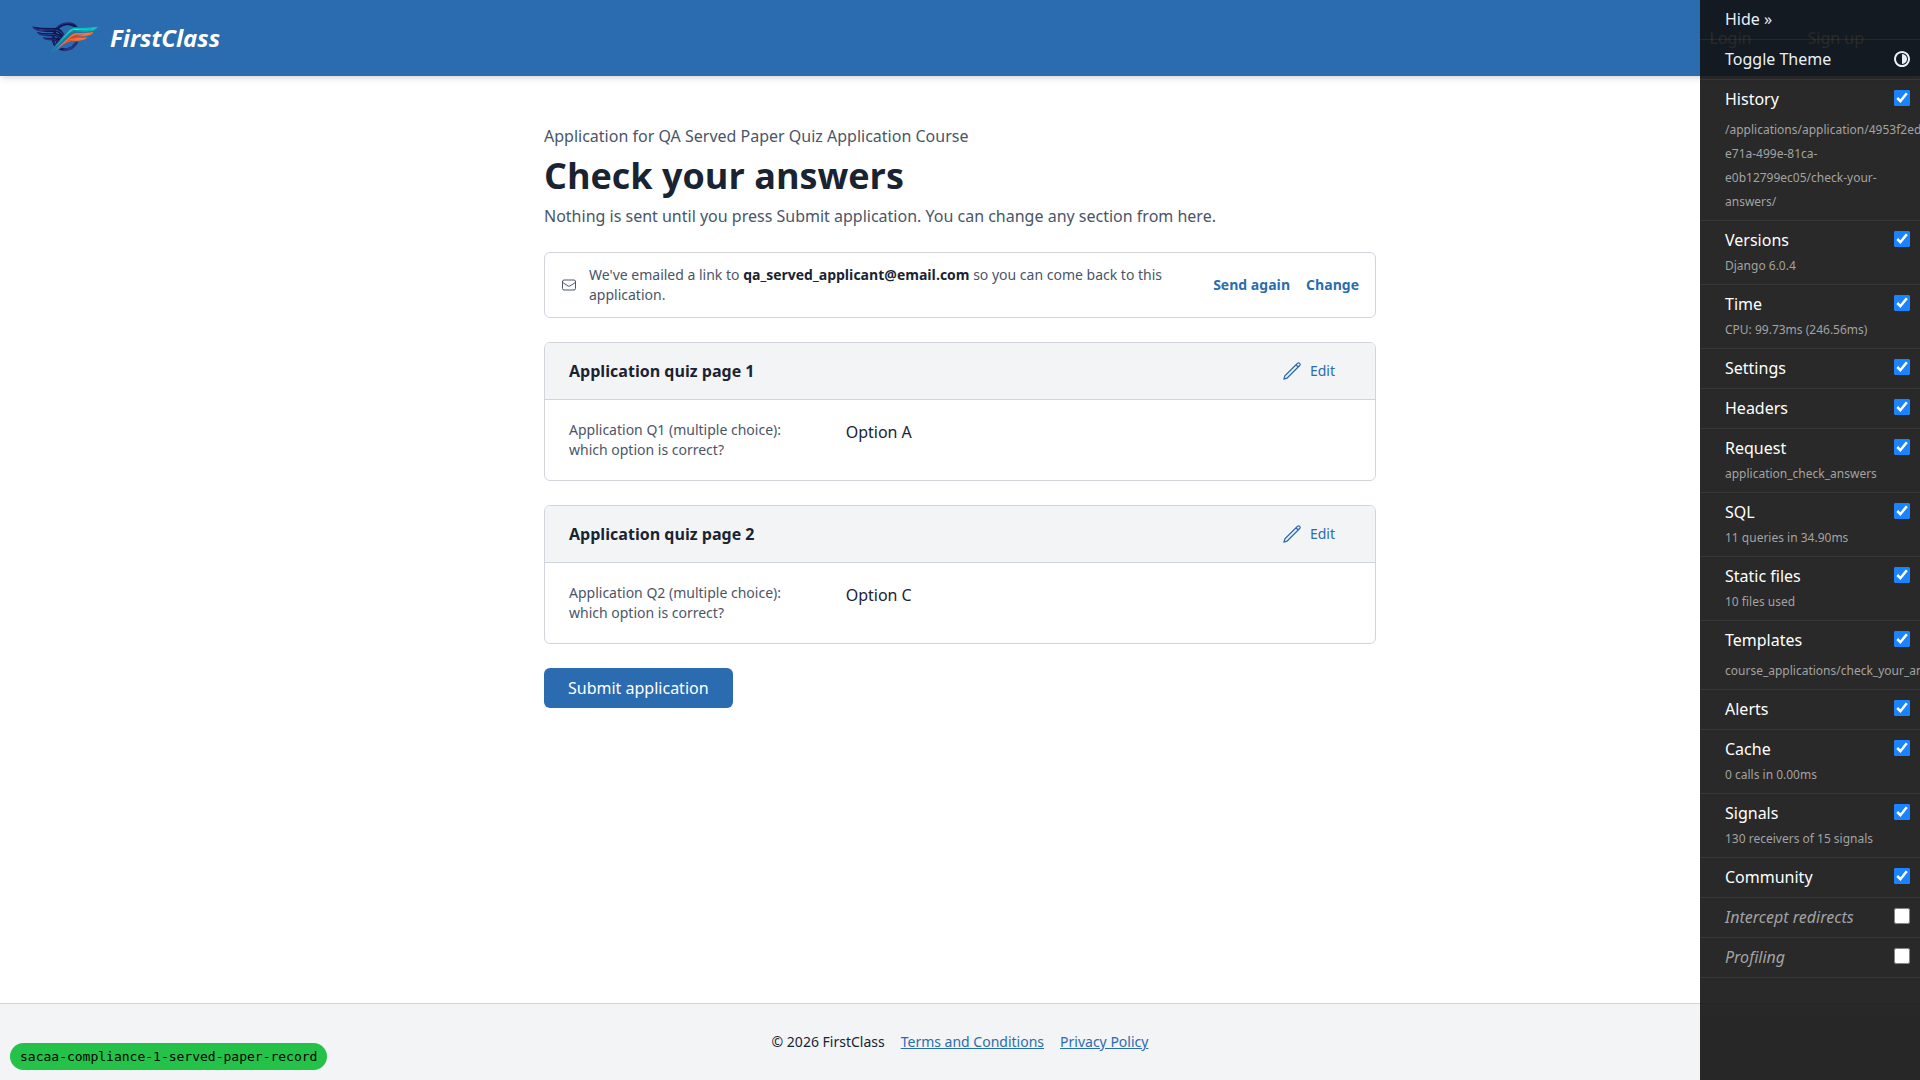 FirstClass
Login Sign up
Application for QA Served Paper Quiz Application Course
Check your answers
Nothing is sent until you press Submit application. You can change any section from here.
We've emailed a link to qa_served_applicant@email.com so you can come back to this
application.
Send again Change
Application quiz page 1
Edit
Application Q1 (multiple choice):
which option is correct?
Option A
Application quiz page 2
Edit
Application Q2 (multiple choice):
which option is correct?
Option C
Submit application
© 2026 FirstClass Terms and Conditions Privacy Policy
sacaa-compliance-1-served-paper-record
Hide »
Toggle Theme
History
/applications/application/4953f2ed
e71a-499e-81ca-
e0b12799ec05/check-your-
answers/
Versions
Django 6.0.4
Time
CPU: 99.73ms (246.56ms)
Settings
Headers
Request
application_check_answers
SQL
11 queries in 34.90ms
Static files
10 files used
Templates
course_applications/check_your_an
Alerts
Cache
0 calls in 0.00ms
Signals
130 receivers of 15 signals
Community
Intercept redirects
Profiling